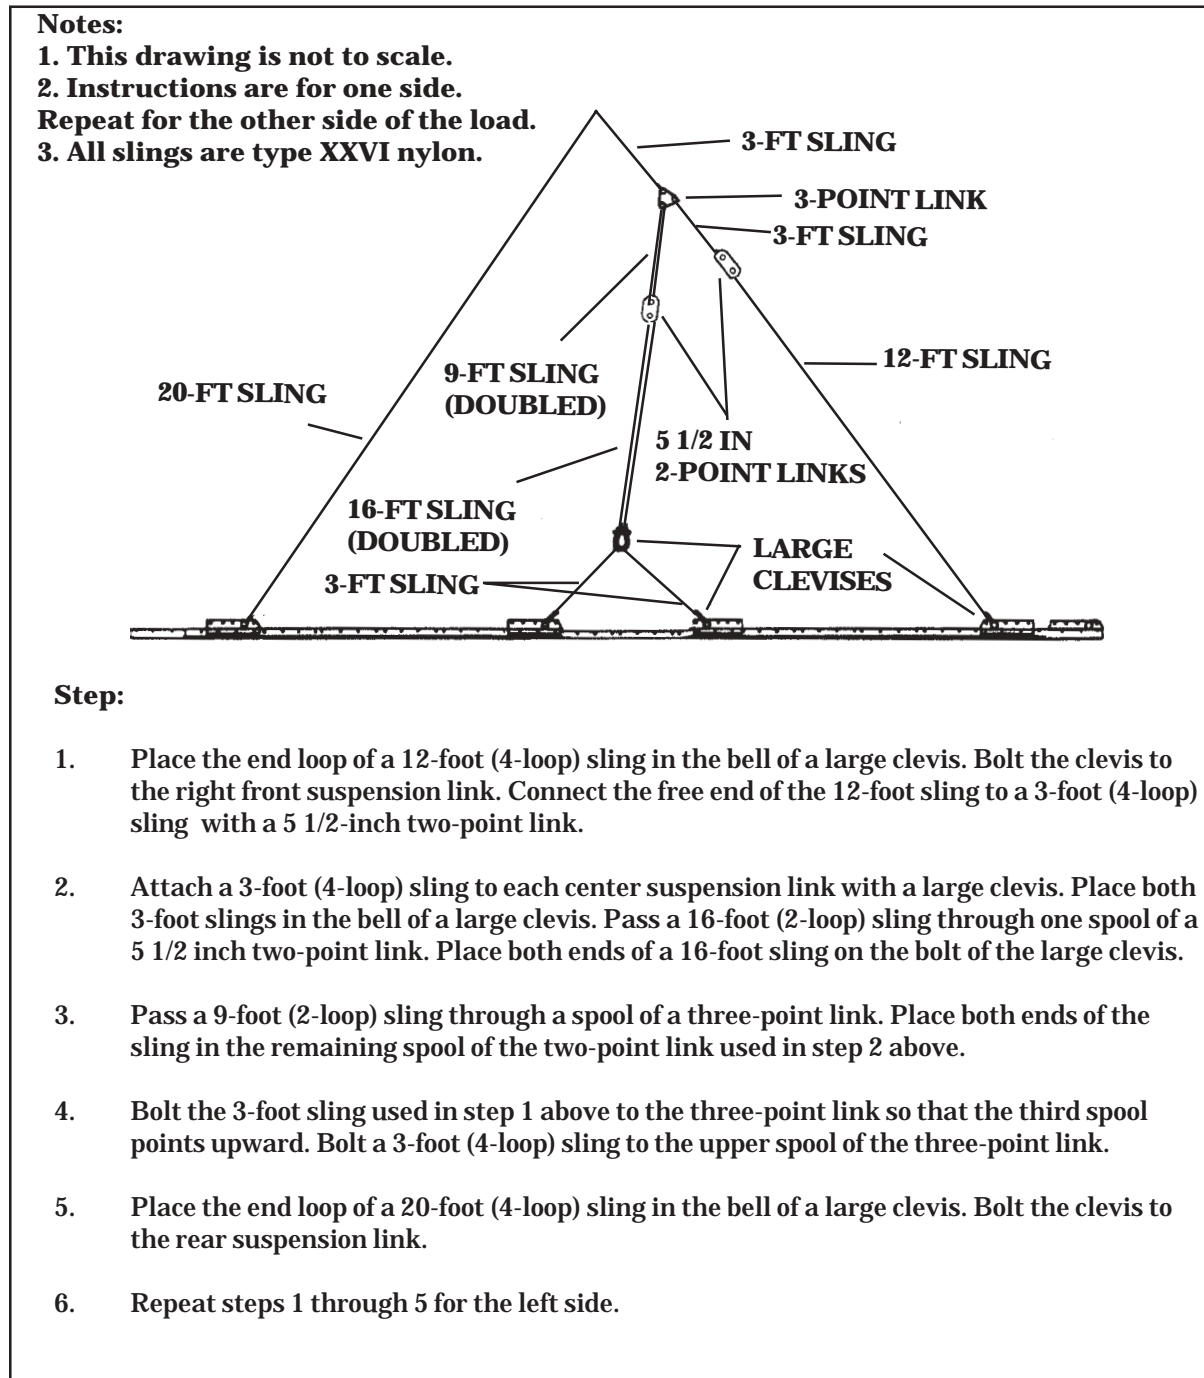 Notes:
1. This drawing is not to scale.
2. Instructions are for one side.
Repeat for the other side of the load.
3. All slings are type XXVI nylon.
3-FT SLING
3-POINT LINK
3-FT SLING
12-FT SLING
9-FT SLING
(DOUBLED)
20-FT SLING
5 1/2 IN
2-POINT LINKS
16-FT SLING
(DOUBLED)
LARGE
CLEVISES
3-FT SLING
Step:
1. Place the end loop of a 12-foot (4-loop) sling in the bell of a large clevis. Bolt the clevis to
the right front suspension link. Connect the free end of the 12-foot sling to a 3-foot (4-loop)
sling with a 5 1/2-inch two-point link.
2. Attach a 3-foot (4-loop) sling to each center suspension link with a large clevis. Place both
3-foot slings in the bell of a large clevis. Pass a 16-foot (2-loop) sling through one spool of a
5 1/2 inch two-point link. Place both ends of a 16-foot sling on the bolt of the large clevis.
3. Pass a 9-foot (2-loop) sling through a spool of a three-point link. Place both ends of the
sling in the remaining spool of the two-point link used in step 2 above.
4. Bolt the 3-foot sling used in step 1 above to the three-point link so that the third spool
points upward. Bolt a 3-foot (4-loop) sling to the upper spool of the three-point link.
5. Place the end loop of a 20-foot (4-loop) sling in the bell of a large clevis. Bolt the clevis to
the rear suspension link.
6. Repeat steps 1 through 5 for the left side.